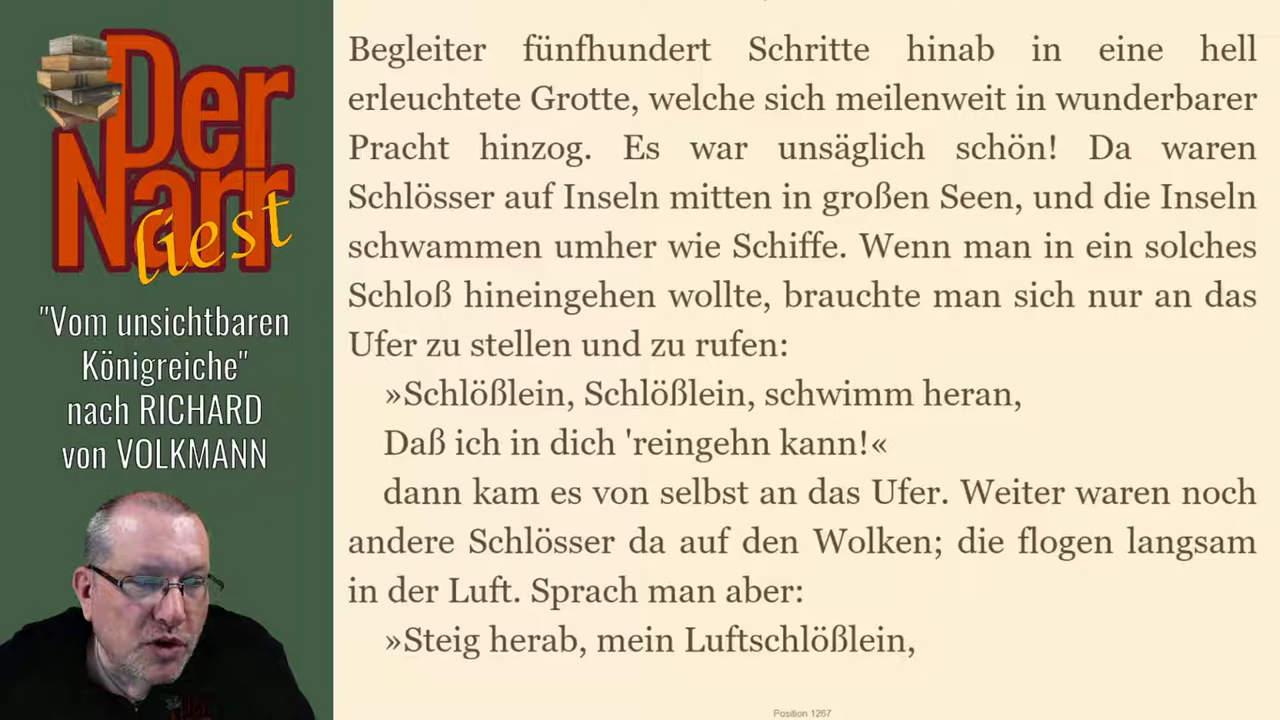 Der
Narr
liest
"Vom unsichtbaren
Königreiche"
nach RICHARD
von VOLKMANN
Begleiter fünfhundert Schritte hinab in eine hell
erleuchtete Grotte, welche sich meilenweit in wunderbarer
Pracht hinzog. Es war unsäglich schön! Da waren
Schlösser auf Inseln mitten in großen Seen, und die Inseln
schwammen umher wie Schiffe. Wenn man in ein solches
Schloß hineingehen wollte, brauchte man sich nur an das
Ufer zu stellen und zu rufen:
»Schlößlein, Schlößlein, schwimm heran,
Daß ich in dich 'reingehn kann!«
dann kam es von selbst an das Ufer. Weiter waren noch
andere Schlösser da auf den Wolken; die flogen langsam
in der Luft. Sprach man aber:
»Steig herab, mein Luftschlößlein,
Position 1267